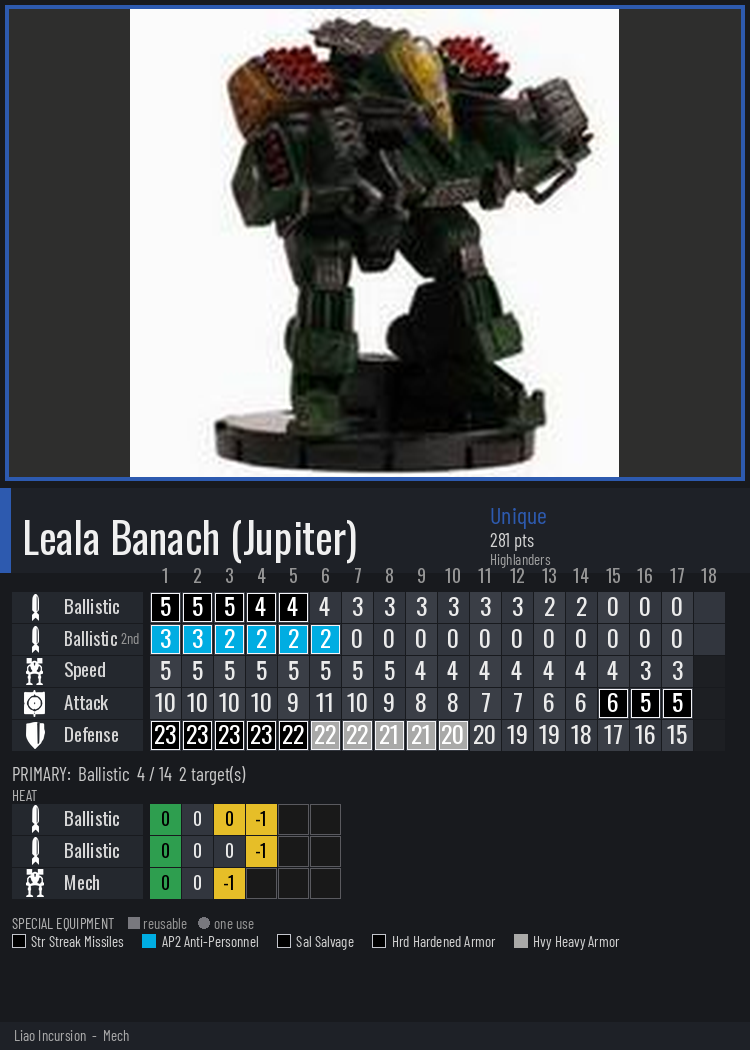 Leala Banach (Jupiter)
Unique
281 pts
Highlanders
1 2 3 4 5 6 7 8 9 10 11 12 13 14 15 16 17 18
Ballistic 5 5 5 4 4 4 3 3 3 3 3 3 2 2 0 0 0
Ballistic 2nd 3 3 2 2 2 2 0 0 0 0 0 0 0 0 0 0 0
Speed 5 5 5 5 5 5 5 5 4 4 4 4 4 4 4 3 3
Attack 10 10 10 10 9 11 10 9 8 8 7 7 6 6 6 5 5
Defense 23 23 23 23 22 22 22 21 21 20 20 19 19 18 17 16 15
PRIMARY: Ballistic 4 / 14 2 target(s)
HEAT
Ballistic 0 0 0 -1
Ballistic 0 0 0 -1
Mech 0 0 -1
SPECIAL EQUIPMENT reusable one use
Str Streak Missiles AP2 Anti-Personnel Sal Salvage Hrd Hardened Armor Hvy Heavy Armor
Liao Incursion - Mech